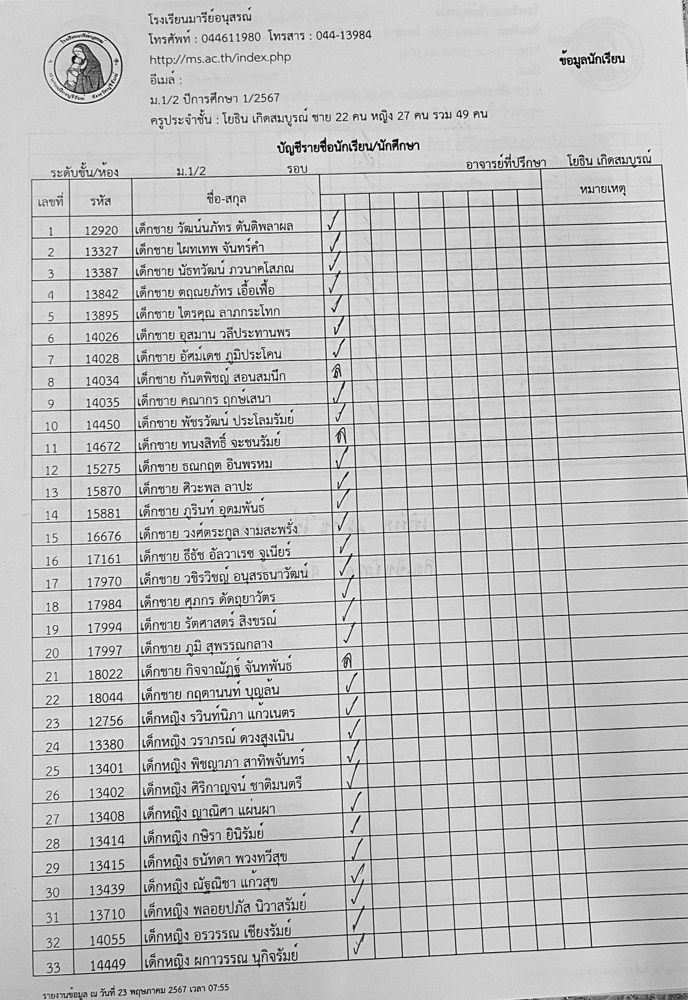 โรงเรียนมารีย์อนุสรณ์
โทรศัพท์ : 044611980 โทรสาร : 044-13984
http://ms.ac.th/index.php
ข้อมูลนักเรียน
อีเมล์ :
ม.1/2 ปีการศึกษา 1/2567
ครูประจำชั้น : โยธิน เกิดสมบูรณ์ ชาย 22 คน หญิง 27 คน รวม 49 คน
บัญชีรายชื่อนักเรียน/นักศึกษา
ระดับชั้น/ห้อง ม.1/2 รอบ อาจารย์ที่ปรึกษา โยธิน เกิดสมบูรณ์
เลขที่ รหัส ชื่อ-สกุล หมายเหตุ
1 12920 เด็กชาย วัฒน์นภัทร ตันติพลาผล ✓
2 13327 เด็กชาย ไผทเทพ จันทร์คำ ✓
3 13387 เด็กชาย นัธทวัฒน์ ภวนาคโสภณ ✓
4 13842 เด็กชาย ตฤณยภัทร เอื้อเพื้อ ✓
5 13895 เด็กชาย ไตรคุณ ลาภกระโทก ✓
6 14026 เด็กชาย อุสมาน วลีประทานพร ✓
7 14028 เด็กชาย อัศม์เดช ภูมิประโคน ✓
8 14034 เด็กชาย กันตพิชญ์ สอนสมนึก ล
9 14035 เด็กชาย คณากร ฤกษ์เสนา ✓
10 14450 เด็กชาย พัชรวัฒน์ ประโลมรัมย์ ✓
11 14672 เด็กชาย ทนงสิทธิ์ จะชนรัมย์ ล
12 15275 เด็กชาย ธณกฤต อินพรหม ✓
13 15870 เด็กชาย ศิวะพล ลาปะ ✓
14 15881 เด็กชาย ภูรินท์ อุดมพันธ์ ✓
15 16676 เด็กชาย วงศ์ตระกูล งามสะพรั่ง ✓
16 17161 เด็กชาย ธีธัช อัลวาเรซ จูเนียร์ ✓
17 17970 เด็กชาย วชิรวิชญ์ อนุสรธนาวัฒน์ ✓
18 17984 เด็กชาย ศุภกร ดัดถุยาวัตร ✓
19 17994 เด็กชาย รัตศาสตร์ สิงขรณ์ ✓
20 17997 เด็กชาย ภูมิ สุพรรณกลาง ✓
21 18022 เด็กชาย กิจจาณัฏฐ์ จันทพันธ์ ล
22 18044 เด็กชาย กฤตานนท์ บุญล้น ✓
23 12756 เด็กหญิง รวินท์นิภา แก้วเนตร ✓
24 13380 เด็กหญิง วราภรณ์ ดวงสูงเนิน ✓
25 13401 เด็กหญิง พิชญาภา สาทิพจันทร์ ✓
26 13402 เด็กหญิง ศิริกาญจน์ ชาติมนตรี ✓
27 13408 เด็กหญิง ญาณิศา แผ่นผา ✓
28 13414 เด็กหญิง กษิรา ยินิรัมย์ ✓
29 13415 เด็กหญิง ธนัทดา พวงทวีสุข ✓
30 13439 เด็กหญิง ณัฐณิชา แก้วสุข ✓
31 13710 เด็กหญิง พลอยปภัส นิวาสรัมย์ ✓
32 14055 เด็กหญิง อรวรรณ เชียงรัมย์ ✓
33 14449 เด็กหญิง ผกาวรรณ นุกิจรัมย์ ✓
รายงานข้อมูล ณ วันที่ 23 พฤษภาคม 2567 เวลา 07:55